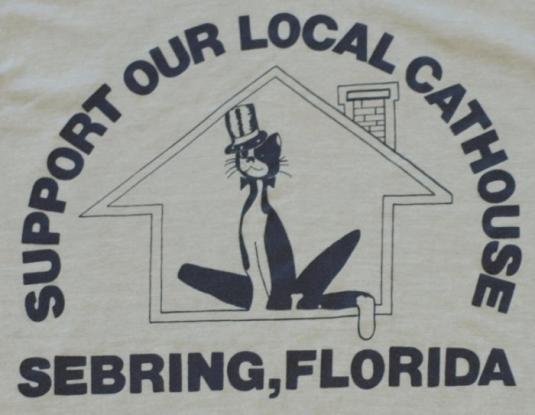 SUPPORT OUR LOCAL CATHOUSE
SEBRING, FLORIDA